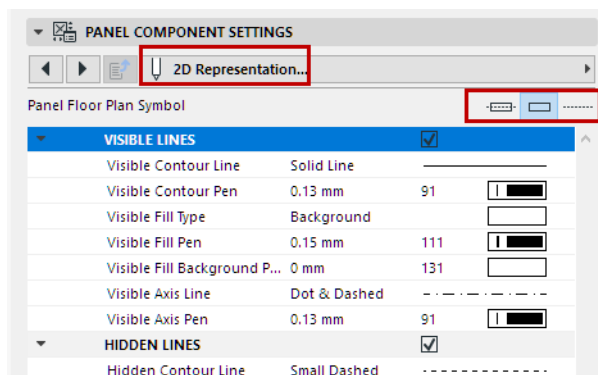 PANEL COMPONENT SETTINGS
2D Representation...
Panel Floor Plan Symbol
VISIBLE LINES
Visible Contour Line Solid Line
Visible Contour Pen 0.13 mm 91
Visible Fill Type Background
Visible Fill Pen 0.15 mm 111
Visible Fill Background P... 0 mm 131
Visible Axis Line Dot & Dashed
Visible Axis Pen 0.13 mm 91
HIDDEN LINES
Hidden Contour Line Small Dashed